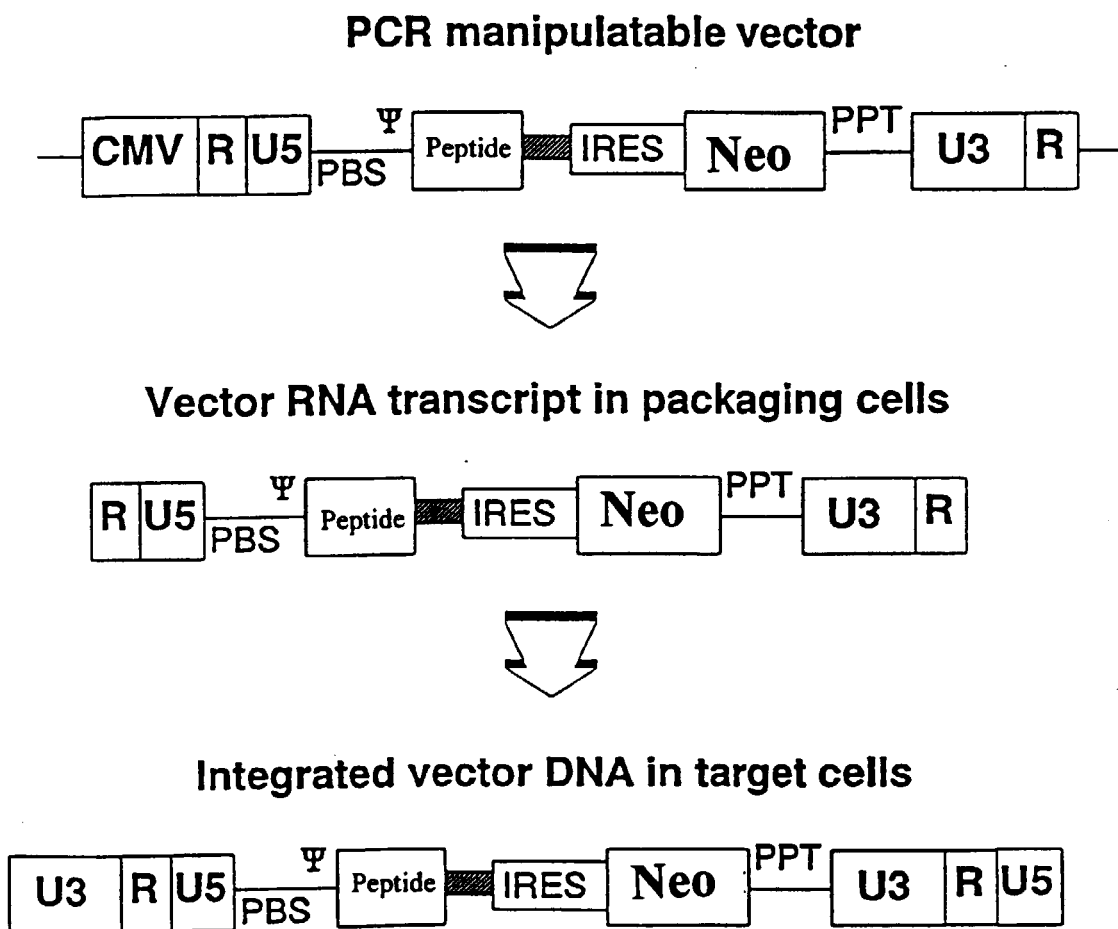 PCR manipulatable vector
CMV R U5 PBS Ψ Peptide IRES Neo PPT U3 R
Vector RNA transcript in packaging cells
R U5 PBS Ψ Peptide IRES Neo PPT U3 R
Integrated vector DNA in target cells
U3 R U5 PBS Ψ Peptide IRES Neo PPT U3 R U5